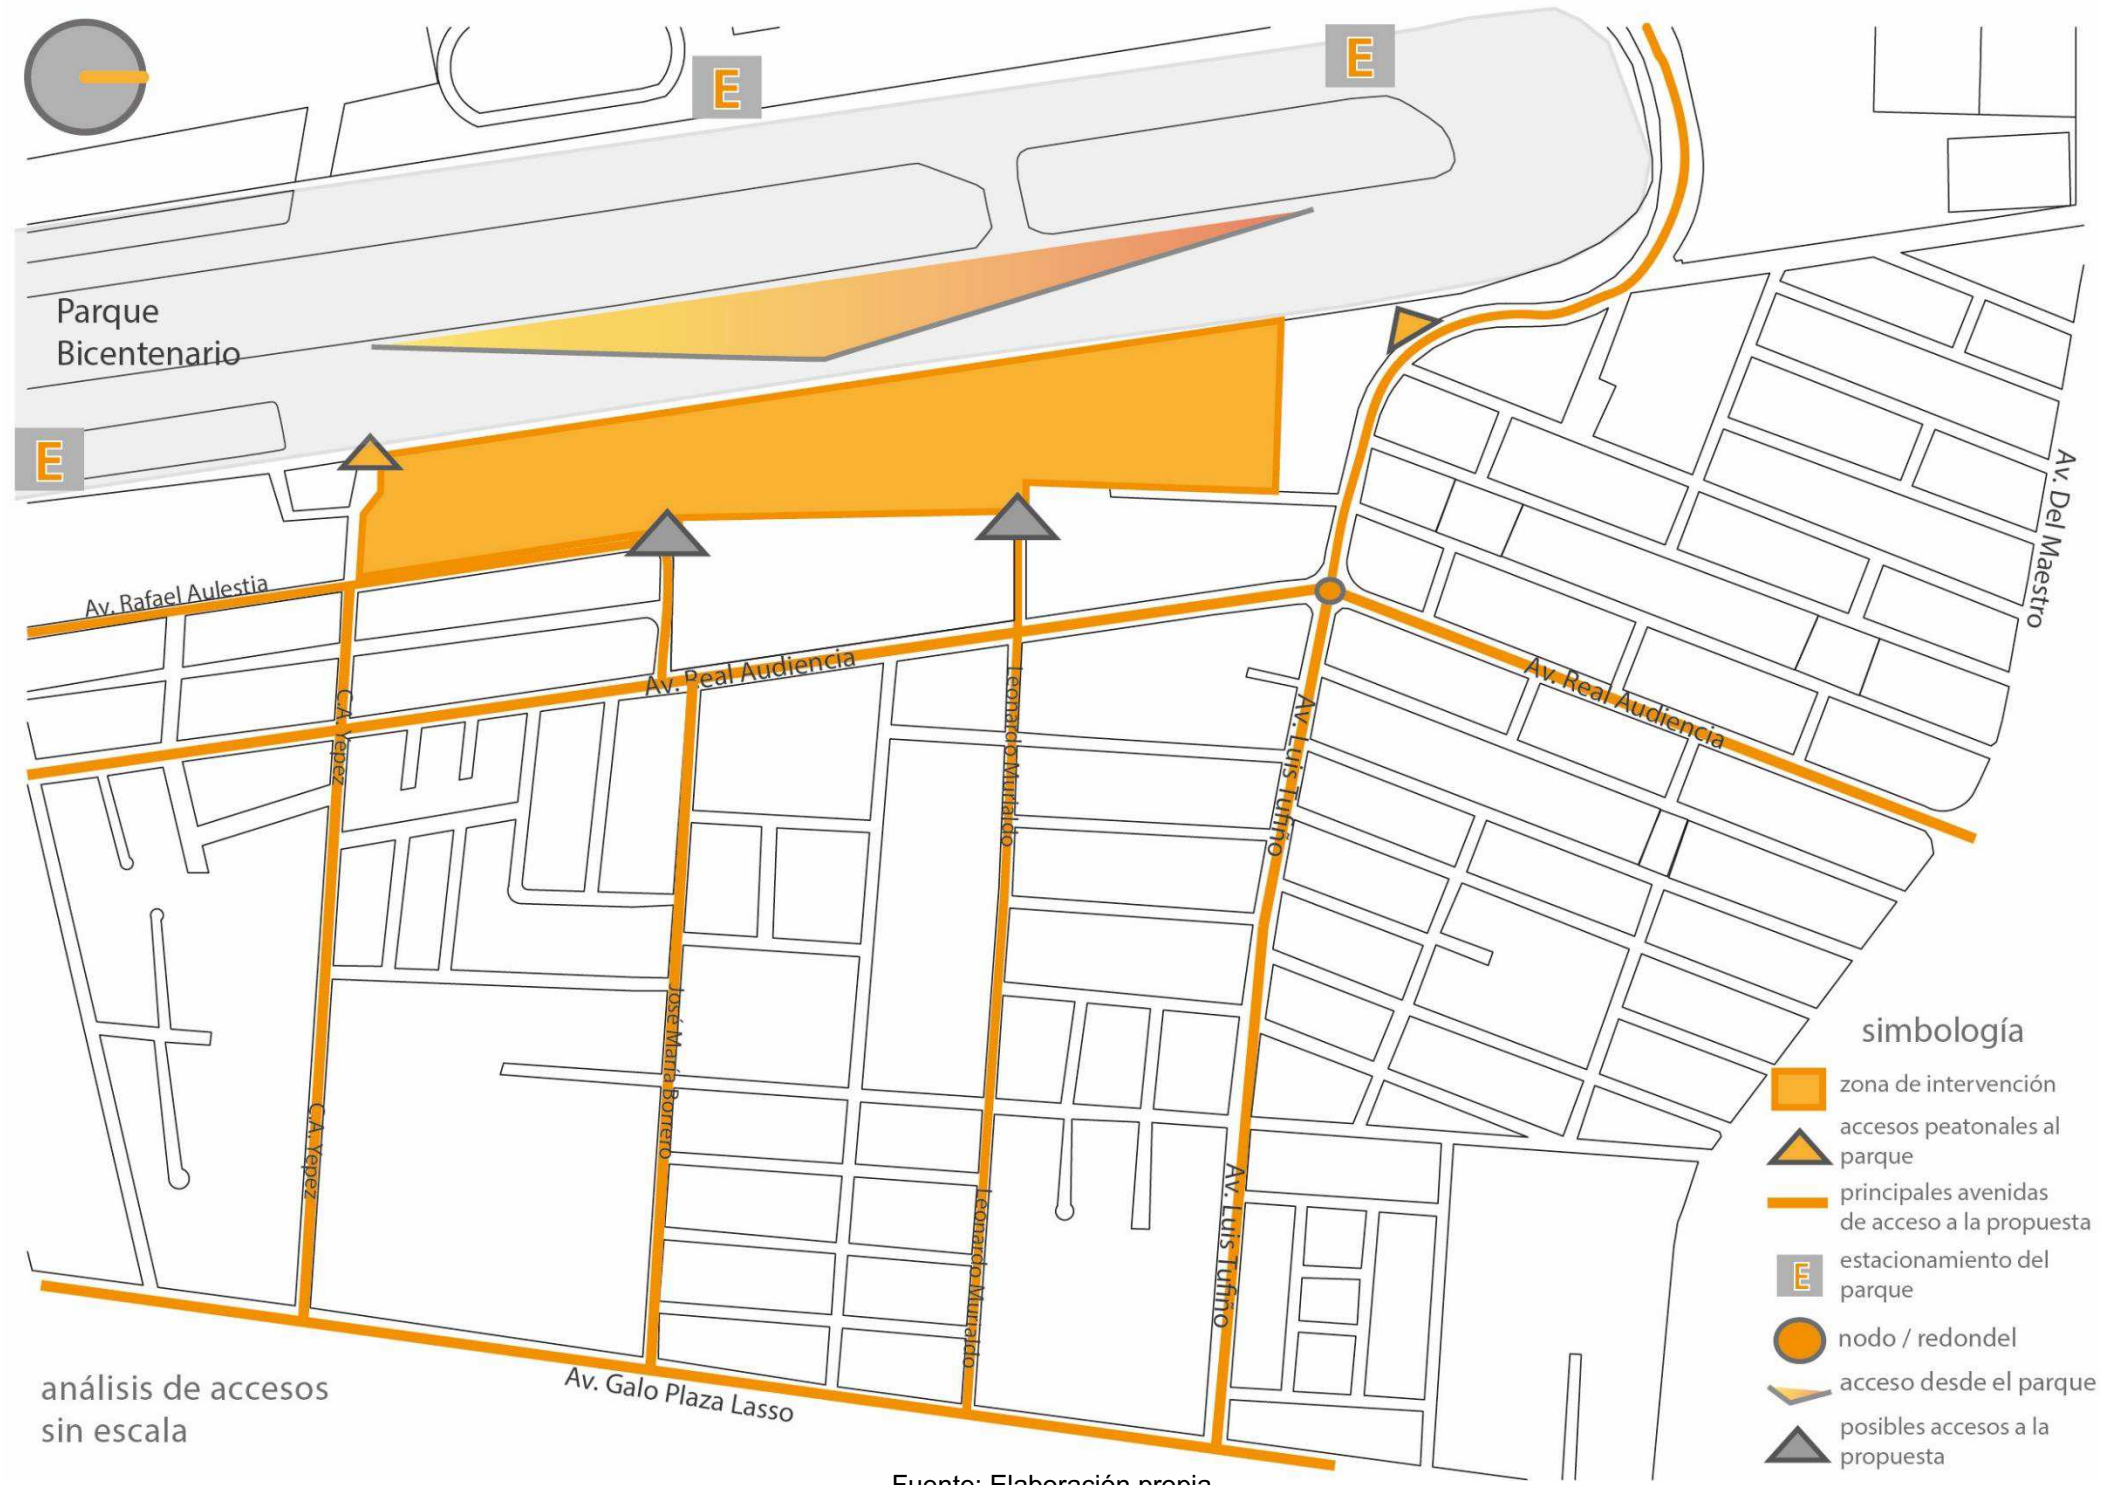 E
E
Parque
Bicentenario
E
Av. Rafael Aulestia
Av. Real Audiencia
Av. Real Audiencia
Av. Del Maestro
C.A. Yepez
C.A. Yepez
José María Borrero
Leonardo Murialdo
Leonardo Murialdo
Av. Luis Tufiño
Av. Luis Tufiño
Av. Galo Plaza Lasso
análisis de accesos
sin escala
simbología
zona de intervención
accesos peatonales al
parque
principales avenidas
de acceso a la propuesta
E
estacionamiento del
parque
nodo / redondel
acceso desde el parque
posibles accesos a la
propuesta
Fuente: Elaboración propia